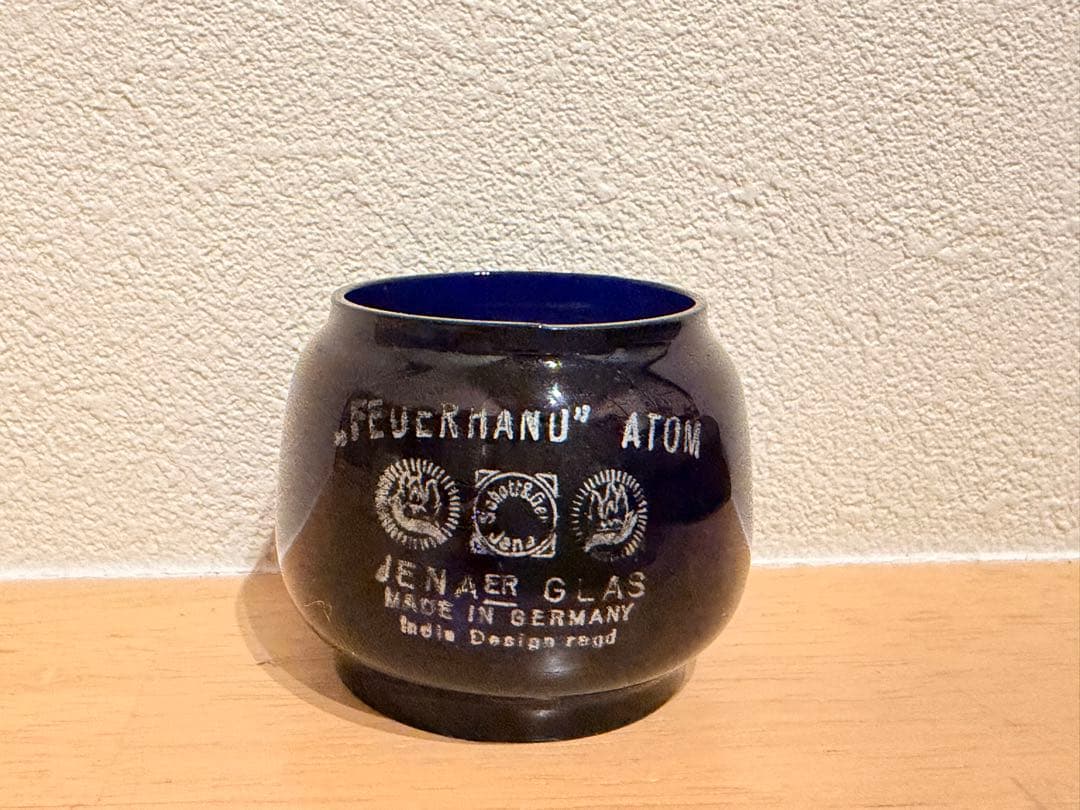 „FEUERHAND” ATOM
Schott & Gen
Jena
JENAER GLAS
MADE IN GERMANY
India Design regd